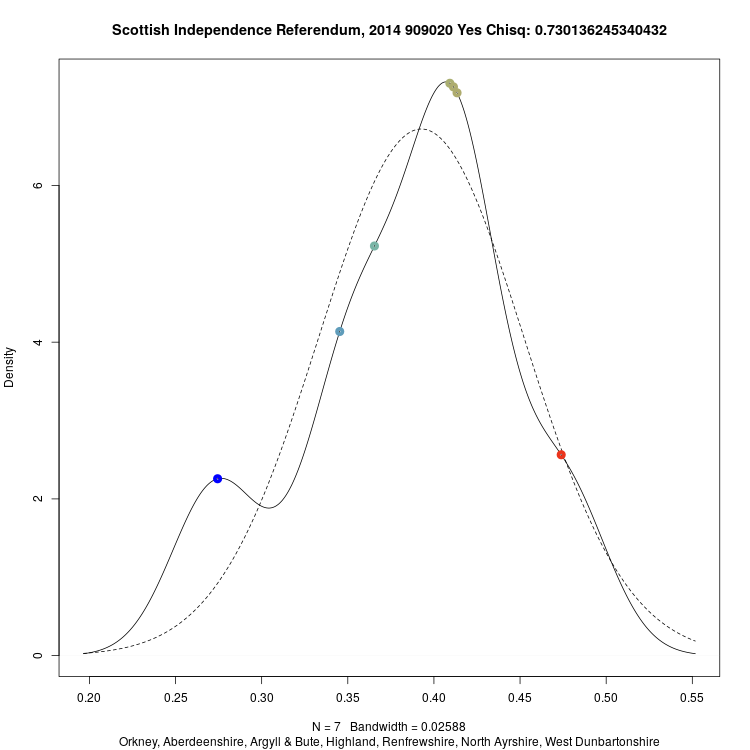 Scottish Independence Referendum, 2014 909020 Yes Chisq: 0.730136245340432
Density
6
4
2
0
0.20 0.25 0.30 0.35 0.40 0.45 0.50 0.55
N = 7 Bandwidth = 0.02588
Orkney, Aberdeenshire, Argyll & Bute, Highland, Renfrewshire, North Ayrshire, West Dunbartonshire